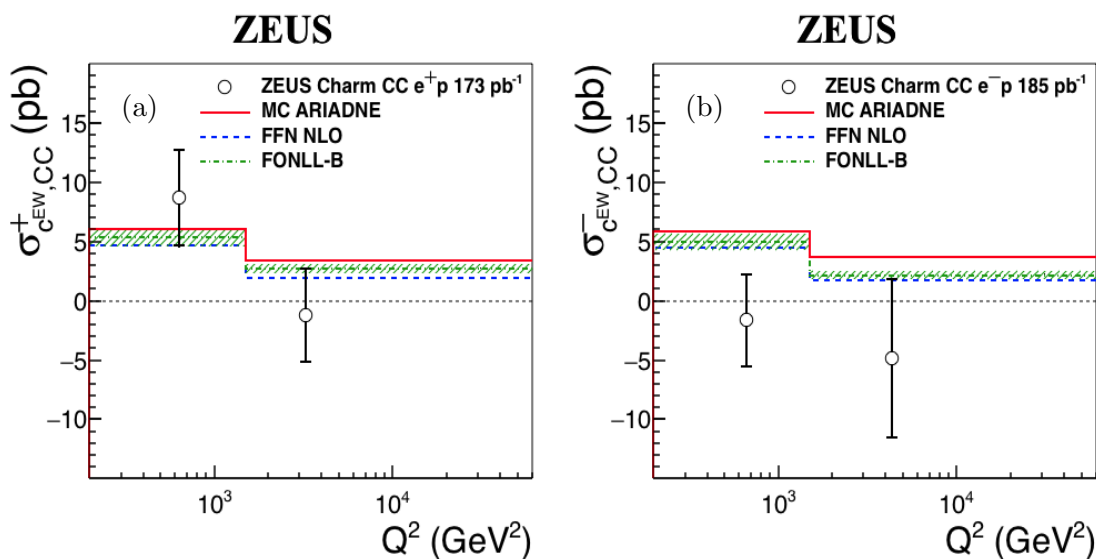 ZEUS
(a)
ZEUS Charm CC e⁺p 173 pb⁻¹
MC ARIADNE
FFN NLO
FONLL-B
σ⁺cᴱᵂ,CC (pb)
15
10
5
0
−5
−10
10³ 10⁴
Q² (GeV²)
ZEUS
(b)
ZEUS Charm CC e⁻p 185 pb⁻¹
MC ARIADNE
FFN NLO
FONLL-B
σ⁻cᴱᵂ,CC (pb)
15
10
5
0
−5
−10
10³ 10⁴
Q² (GeV²)